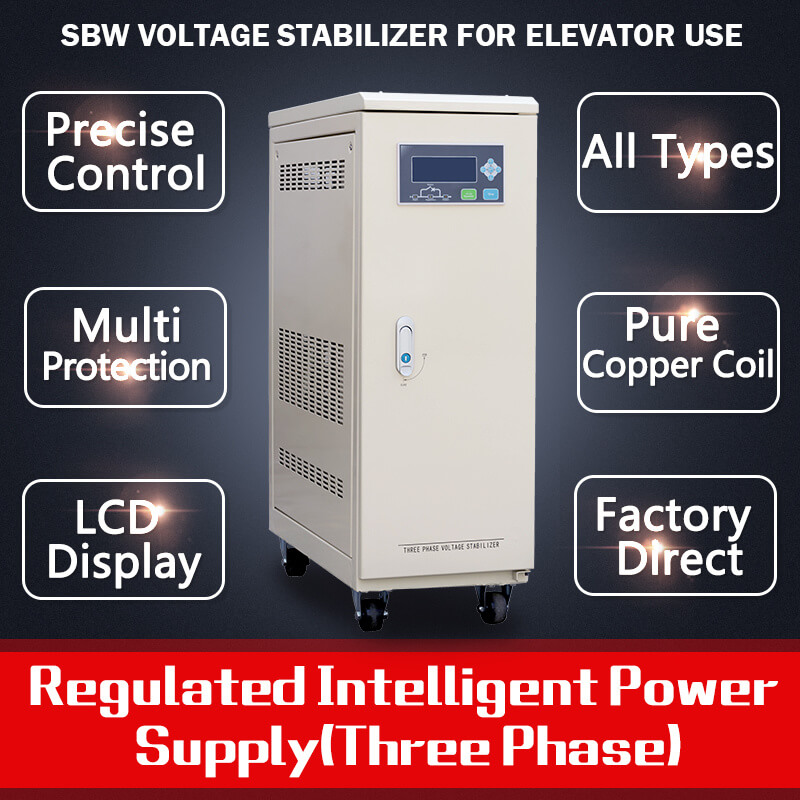 SBW VOLTAGE STABILIZER FOR ELEVATOR USE
Precise
Control
All Types
Multi
Protection
Pure
Copper Coil
LCD
Display
Factory
Direct
THREE PHASE VOLTAGE STABILIZER
Regulated Intelligent Power
Supply(Three Phase)